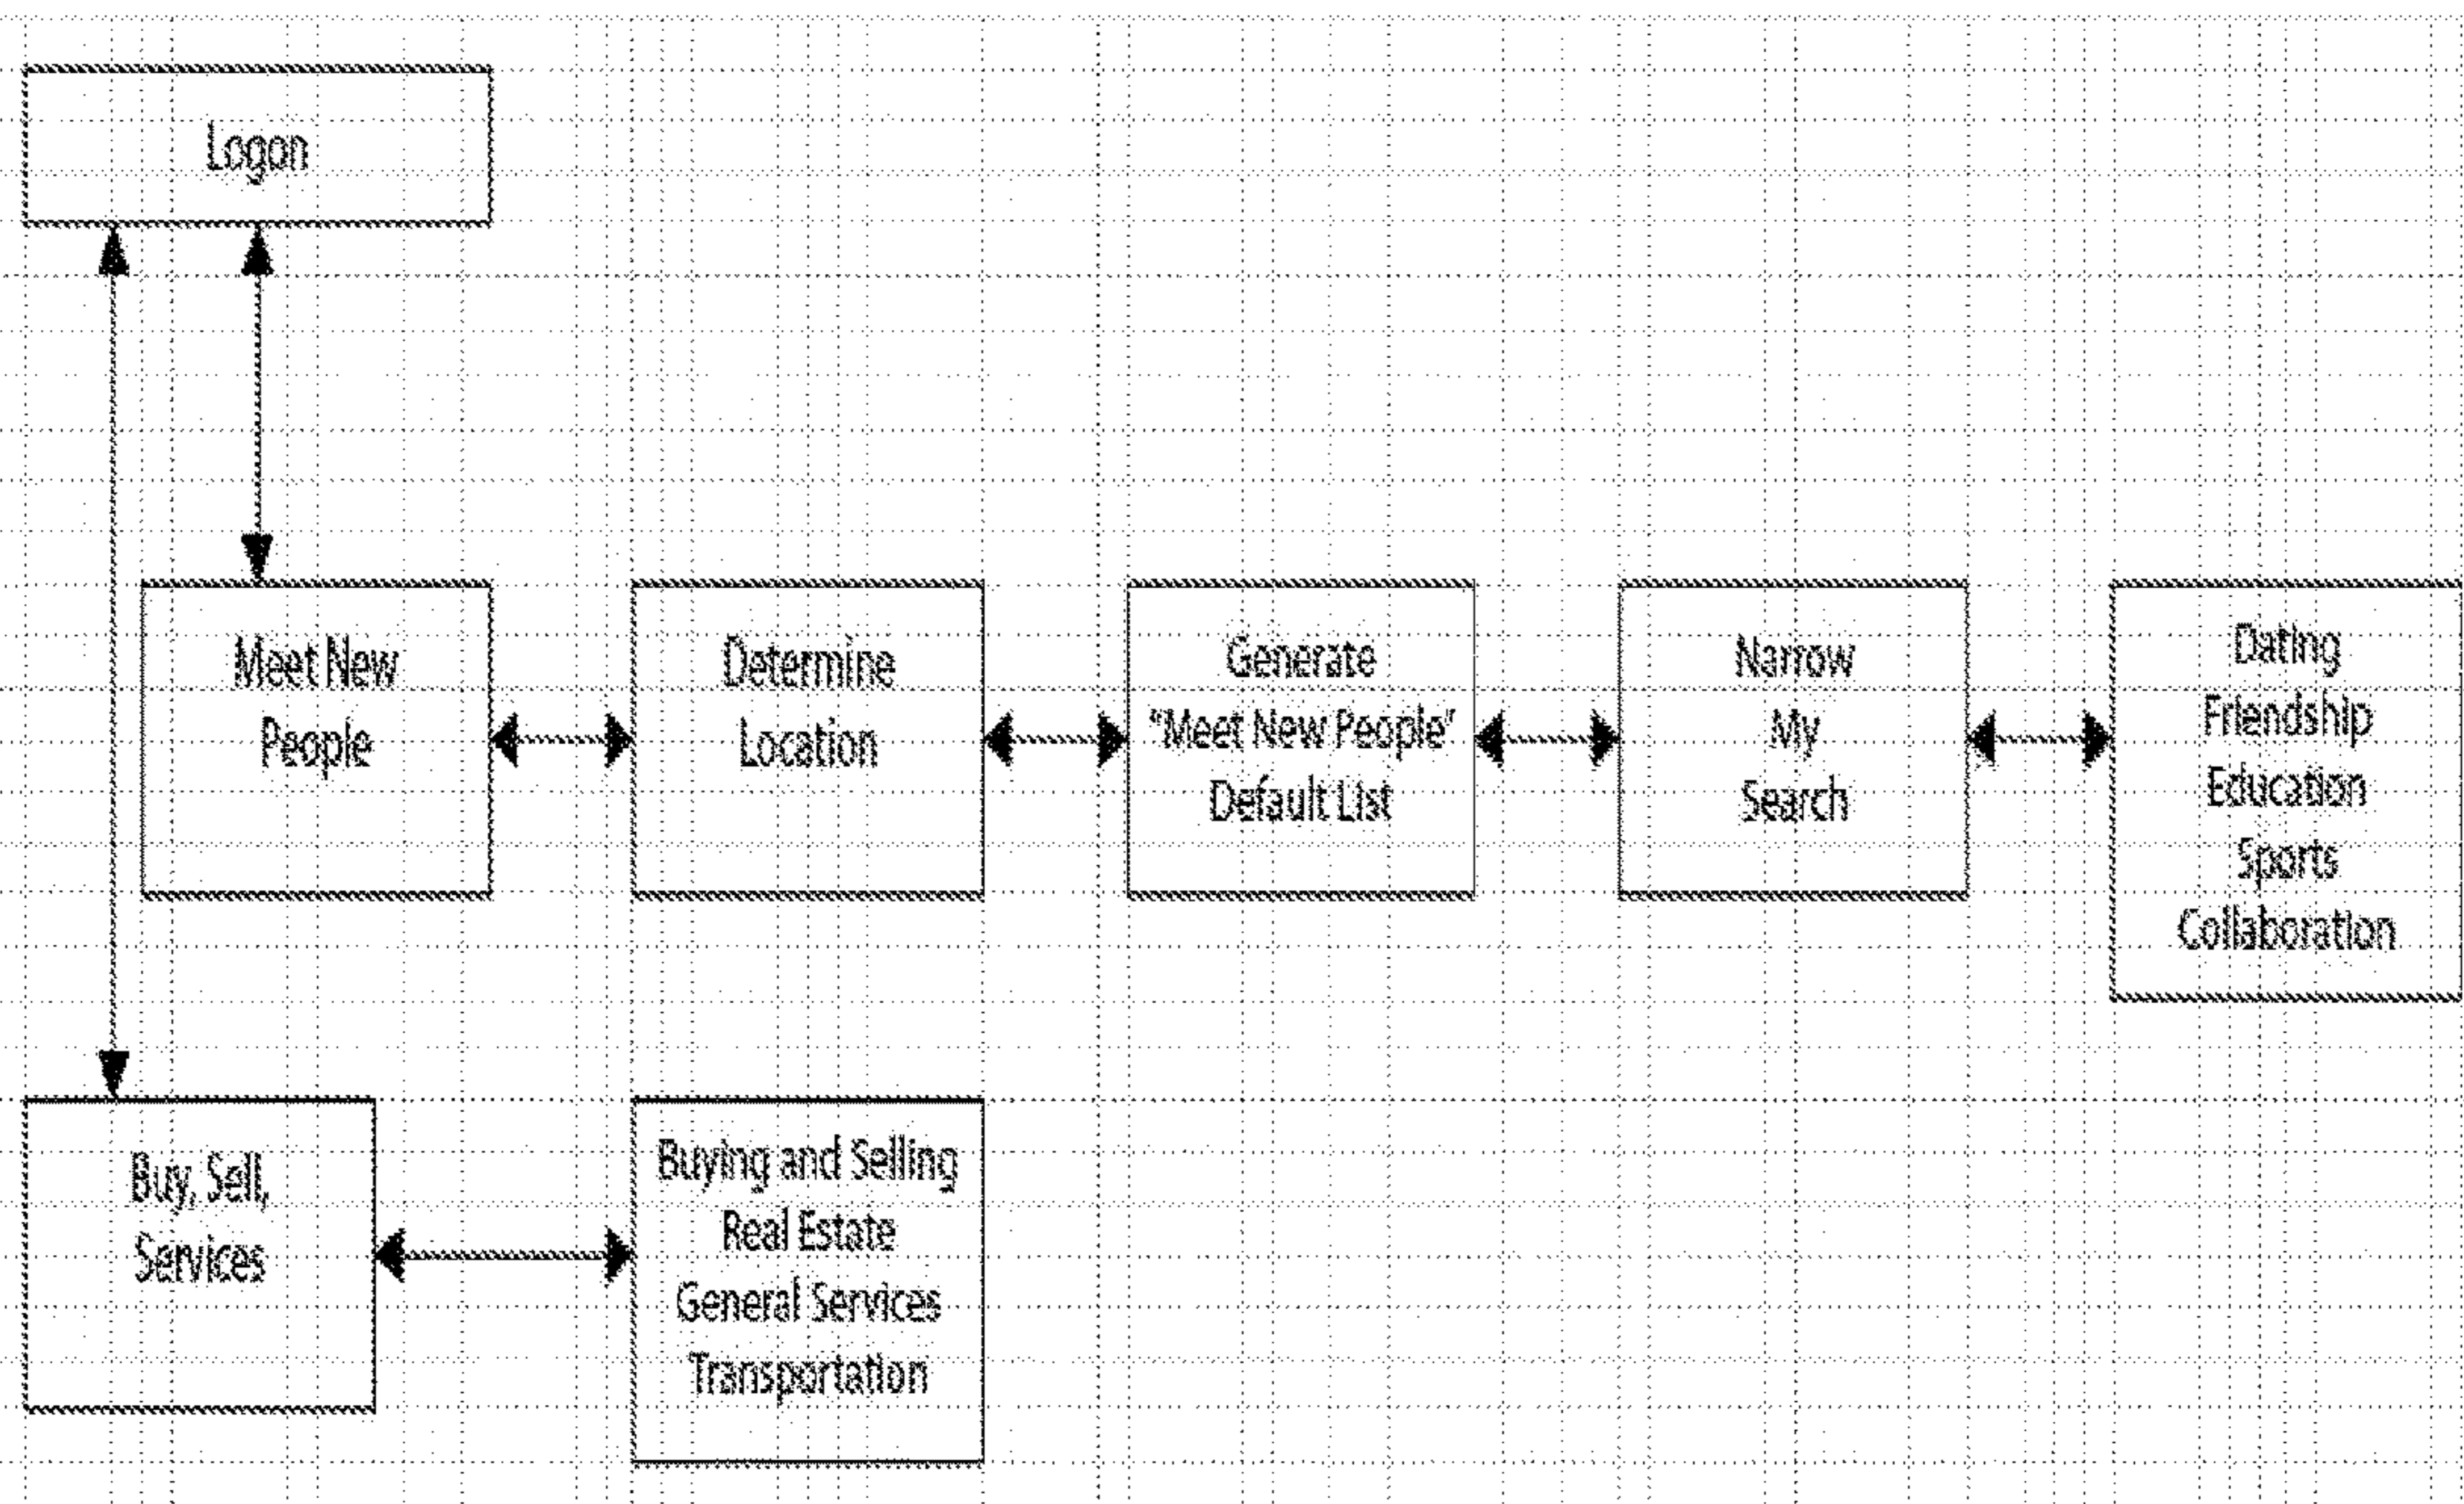 Logon
Meet New
People
Determine
Location
Generate
"Meet New People"
Default List
Narrow
My
Search
Dating
Friendship
Education
Sports
Collaboration
Buy, Sell,
Services
Buying and Selling
Real Estate
General Services
Transportation